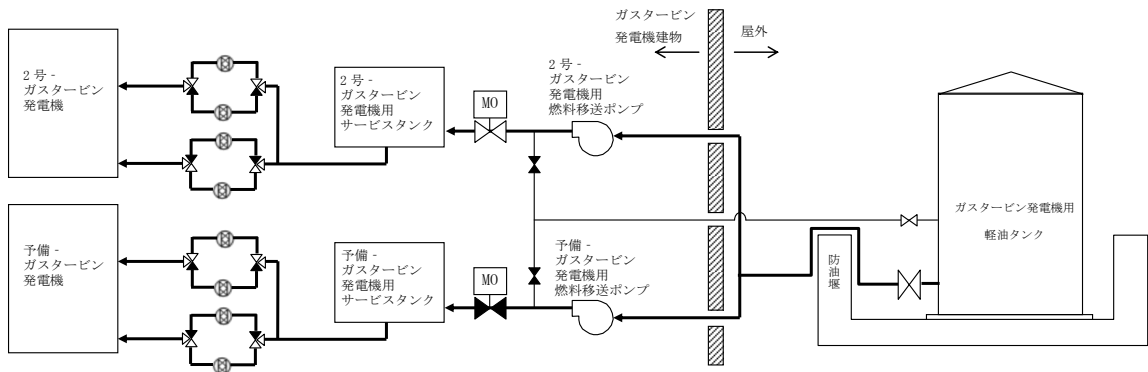 ガスタービン
発電機建物
屋外
2号-
ガスタービン
発電機
2号-
ガスタービン
発電機用
サービスタンク
MO
2号-
ガスタービン
発電機用
燃料移送ポンプ
ガスタービン発電機用
軽油タンク
防油堰
予備-
ガスタービン
発電機
予備-
ガスタービン
発電機用
サービスタンク
MO
予備-
ガスタービン
発電機用
燃料移送ポンプ